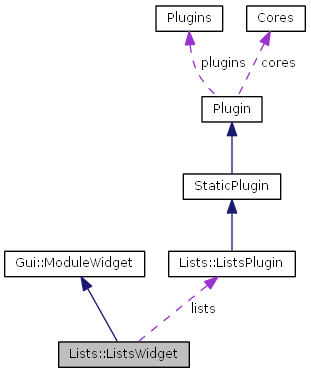 Plugins
Cores
plugins
cores
Plugin
StaticPlugin
Gui::ModuleWidget
Lists::ListsPlugin
lists
Lists::ListsWidget